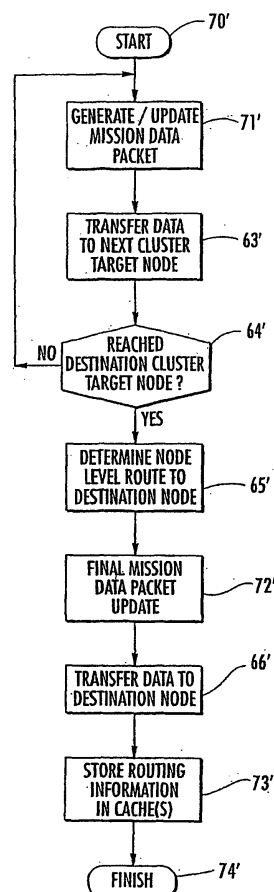 START
70'
GENERATE / UPDATE
MISSION DATA
PACKET
71'
TRANSFER DATA
TO NEXT CLUSTER
TARGET NODE
63'
REACHED
DESTINATION CLUSTER
TARGET NODE ?
64'
NO
YES
DETERMINE NODE
LEVEL ROUTE TO
DESTINATION NODE
65'
FINAL MISSION
DATA PACKET
UPDATE
72'
TRANSFER DATA TO
DESTINATION NODE
66'
STORE ROUTING
INFORMATION
IN CACHE(S)
73'
FINISH
74'